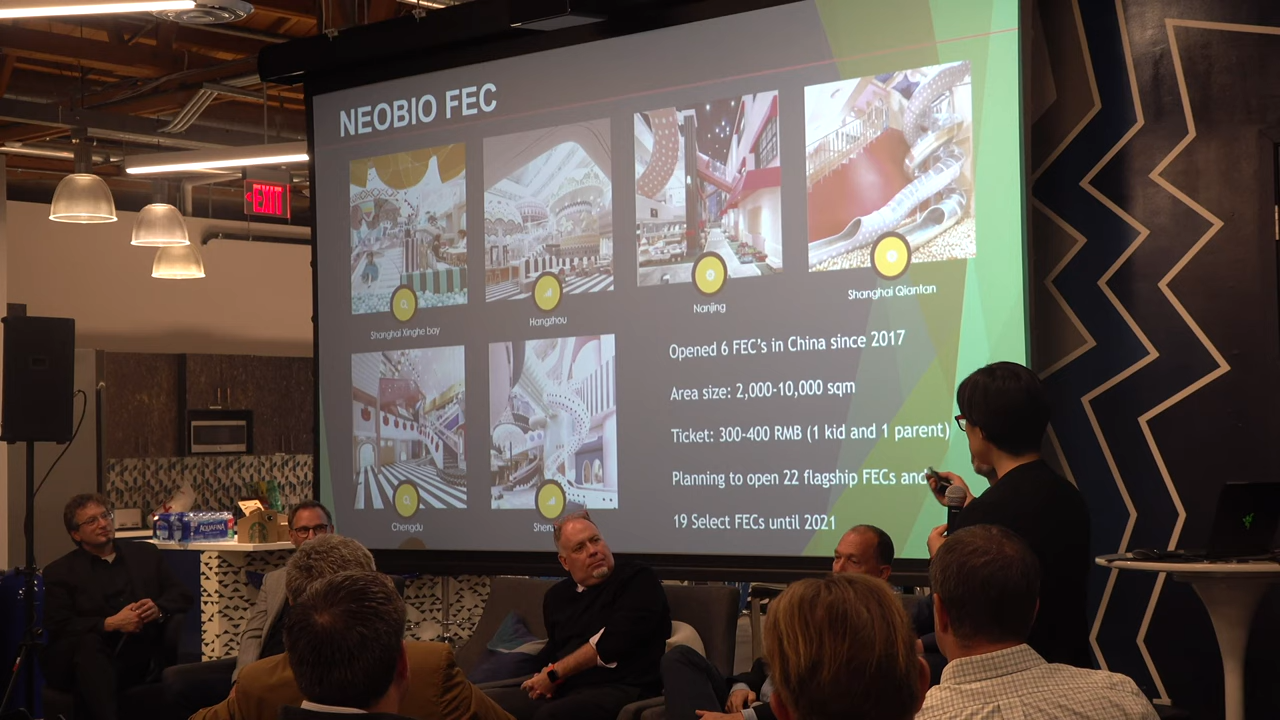 NEOBIO FEC
EXIT
Shanghai Xinghe bay
Hangzhou
Nanjing
Shanghai Qiantan
Opened 6 FEC's in China since 2017
Area size: 2,000-10,000 sqm
Ticket: 300-400 RMB (1 kid and 1 parent)
Planning to open 22 flagship FECs and
19 Select FECs until 2021
Chengdu
AQUAFINA